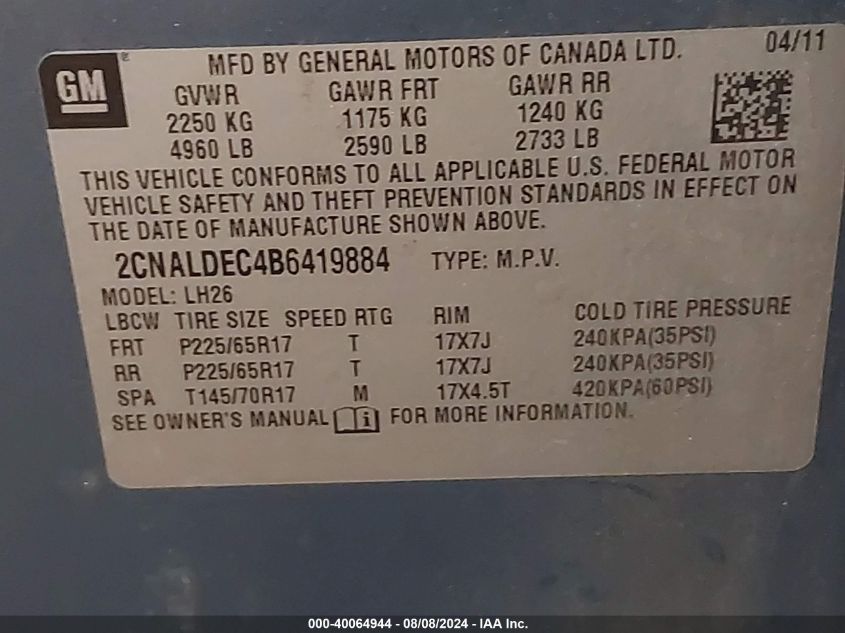 GM®
MFD BY GENERAL MOTORS OF CANADA LTD. 04/11
GVWR GAWR FRT GAWR RR
2250 KG 1175 KG 1240 KG
4960 LB 2590 LB 2733 LB
THIS VEHICLE CONFORMS TO ALL APPLICABLE U.S. FEDERAL MOTOR
VEHICLE SAFETY AND THEFT PREVENTION STANDARDS IN EFFECT ON
THE DATE OF MANUFACTURE SHOWN ABOVE.
2CNALDEC4B6419884 TYPE: M.P.V.
MODEL: LH26
LBCW TIRE SIZE SPEED RTG RIM COLD TIRE PRESSURE
FRT P225/65R17 T 17X7J 240KPA(35PSI)
RR P225/65R17 T 17X7J 240KPA(35PSI)
SPA T145/70R17 M 17X4.5T 420KPA(60PSI)
SEE OWNER'S MANUAL i FOR MORE INFORMATION.
000-40064944 - 08/08/2024 - IAA Inc.